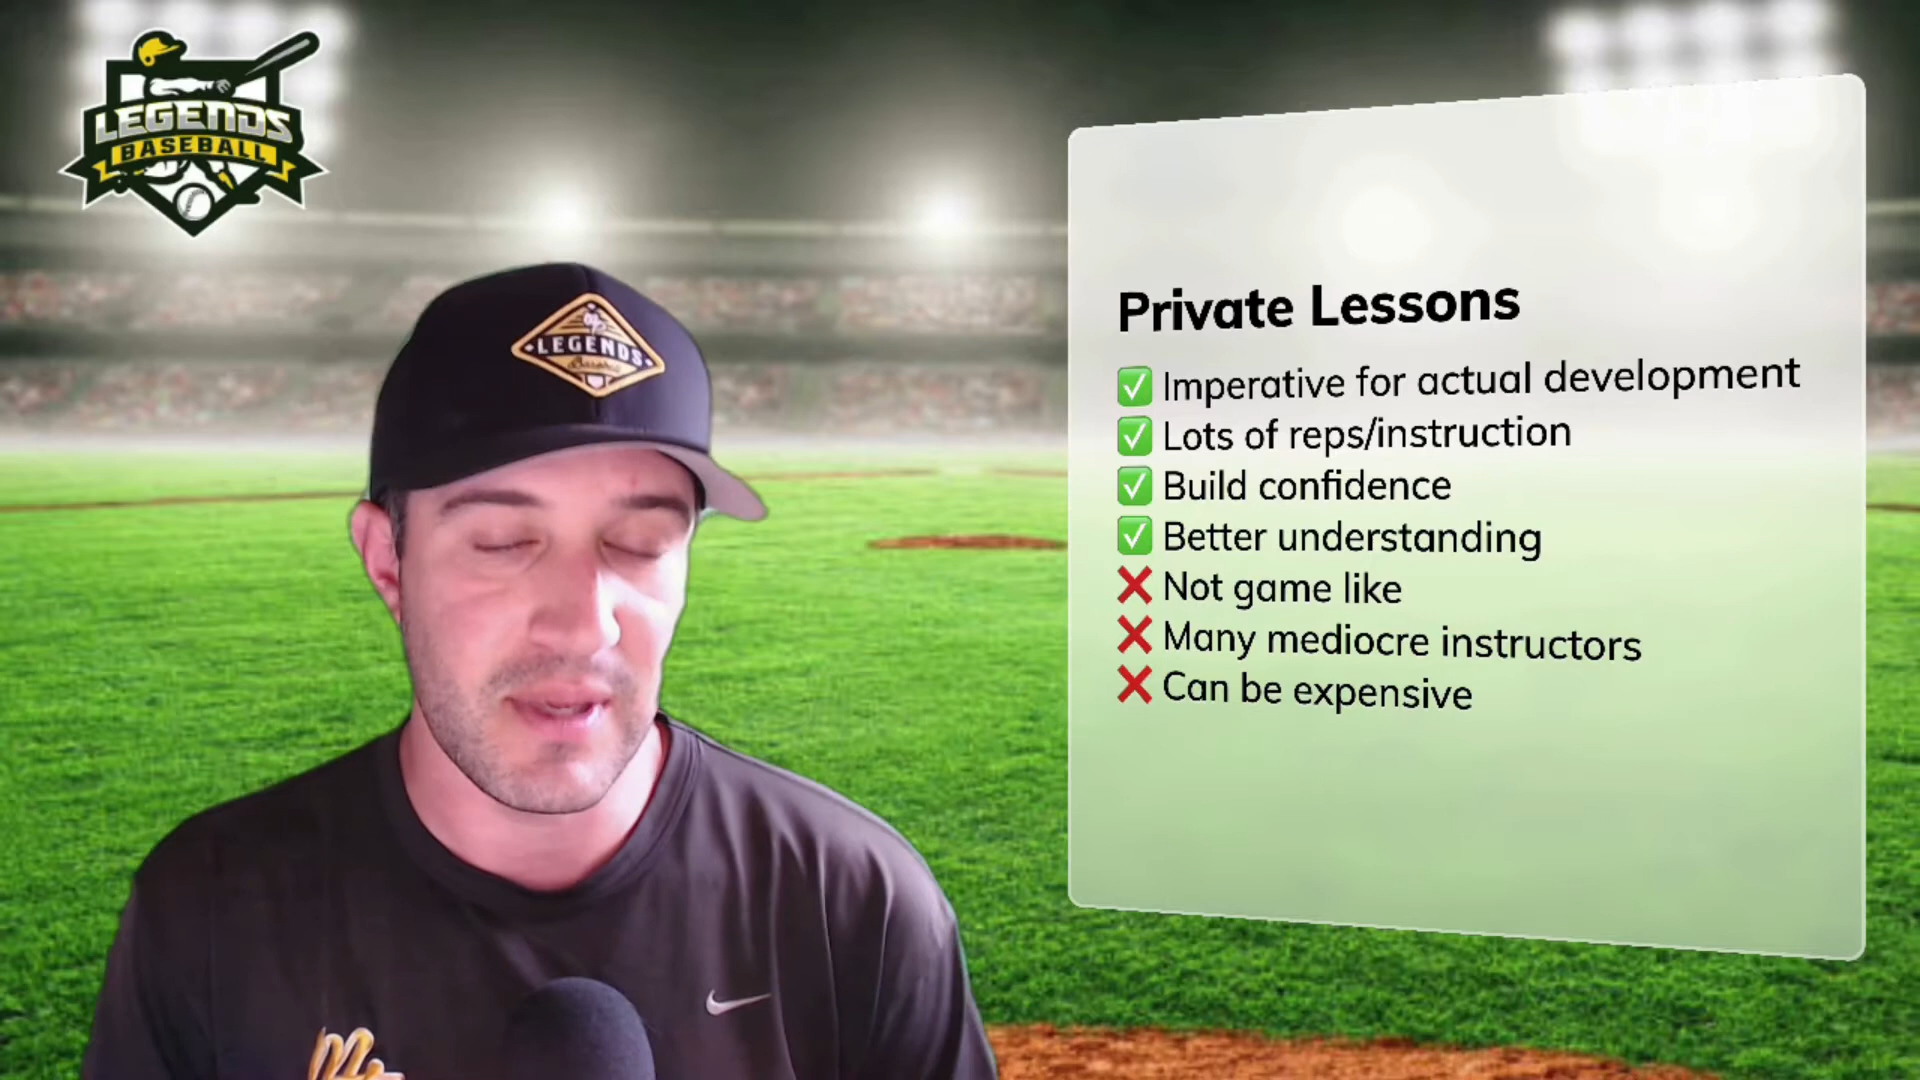 LEGENDS
BASEBALL
LEGENDS
Baseball
Private Lessons
✅ Imperative for actual development
✅ Lots of reps/instruction
✅ Build confidence
✅ Better understanding
❌ Not game like
❌ Many mediocre instructors
❌ Can be expensive